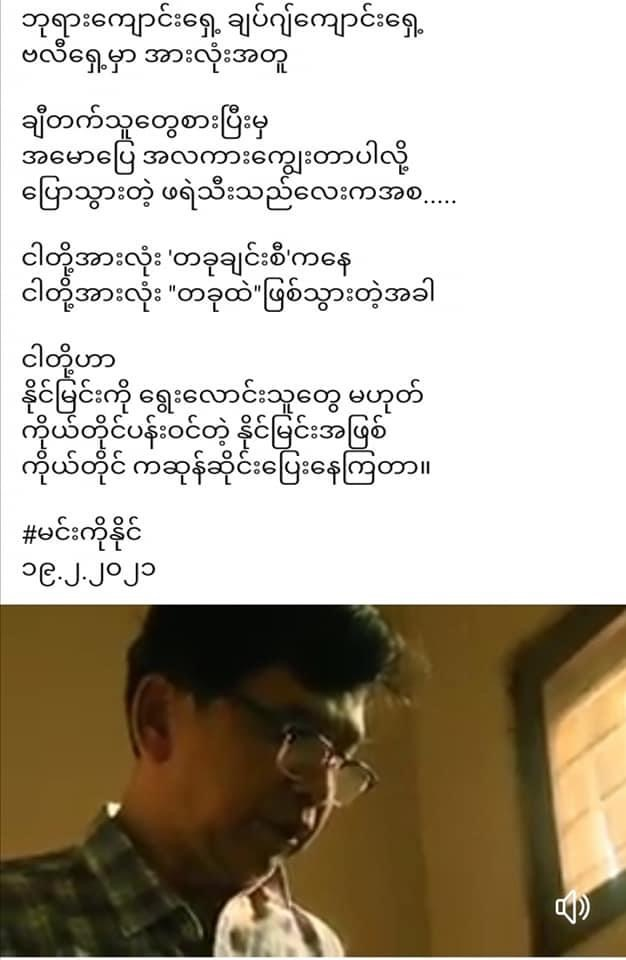 ဘုရားကျောင်းရှေ့ ချပ်ဂျ်ကျောင်းရှေ့
ဗလီရှေ့မှာ အားလုံးအတူ
ချီတက်သူတွေစားပြီးမှ
အမောပြေ အလကားကျွေးတာပါလို့
ပြောသွားတဲ့ ဖရဲသီးသည်လေးကအစ.....
ငါတို့အားလုံး 'တခုချင်းစီ'ကနေ
ငါတို့အားလုံး "တခုထဲ"ဖြစ်သွားတဲ့အခါ
ငါတို့ဟာ
နိုင်မြင်းကို ရွေးလောင်းသူတွေ မဟုတ်
ကိုယ်တိုင်ပန်းဝင်တဲ့ နိုင်မြင်းအဖြစ်
ကိုယ်တိုင် ကဆုန်ဆိုင်းပြေးနေကြတာ။
#မင်းကိုနိုင်
၁၉.၂.၂၀၂၁